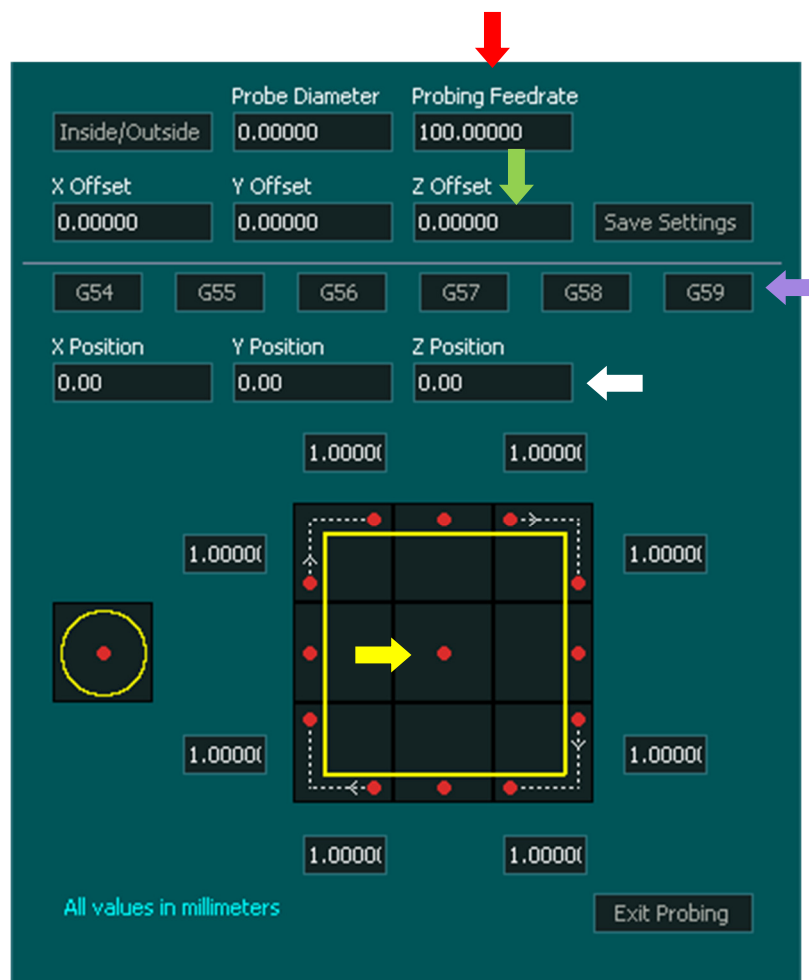 Probe Diameter Probing Feedrate
Inside/Outside 0.00000 100.00000
X Offset Y Offset Z Offset
0.00000 0.00000 0.00000 Save Settings
G54 G55 G56 G57 G58 G59
X Position Y Position Z Position
0.00 0.00 0.00
1.0000( 1.0000(
1.0000( 1.0000(
1.0000( 1.0000(
1.0000( 1.0000(
All values in millimeters
Exit Probing